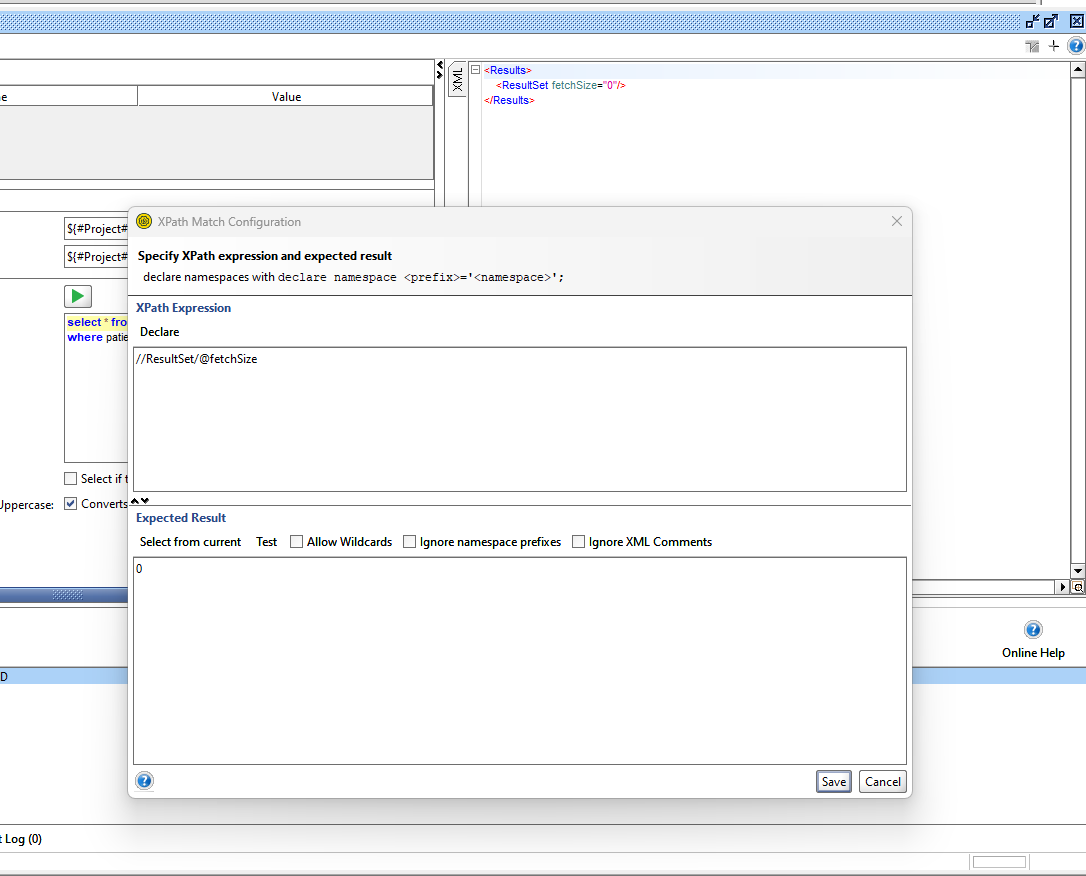 XML
<Results>
<ResultSet fetchSize="0"/>
</Results>
Value
${#Project#
${#Project#
select * fro
where patie
Select if t
Uppercase:
Converts
XPath Match Configuration
Specify XPath expression and expected result
declare namespaces with declare namespace <prefix>='<namespace>';
XPath Expression
Declare
//ResultSet/@fetchSize
Expected Result
Select from current Test Allow Wildcards Ignore namespace prefixes Ignore XML Comments
0
Save Cancel
Online Help
D
t Log (0)